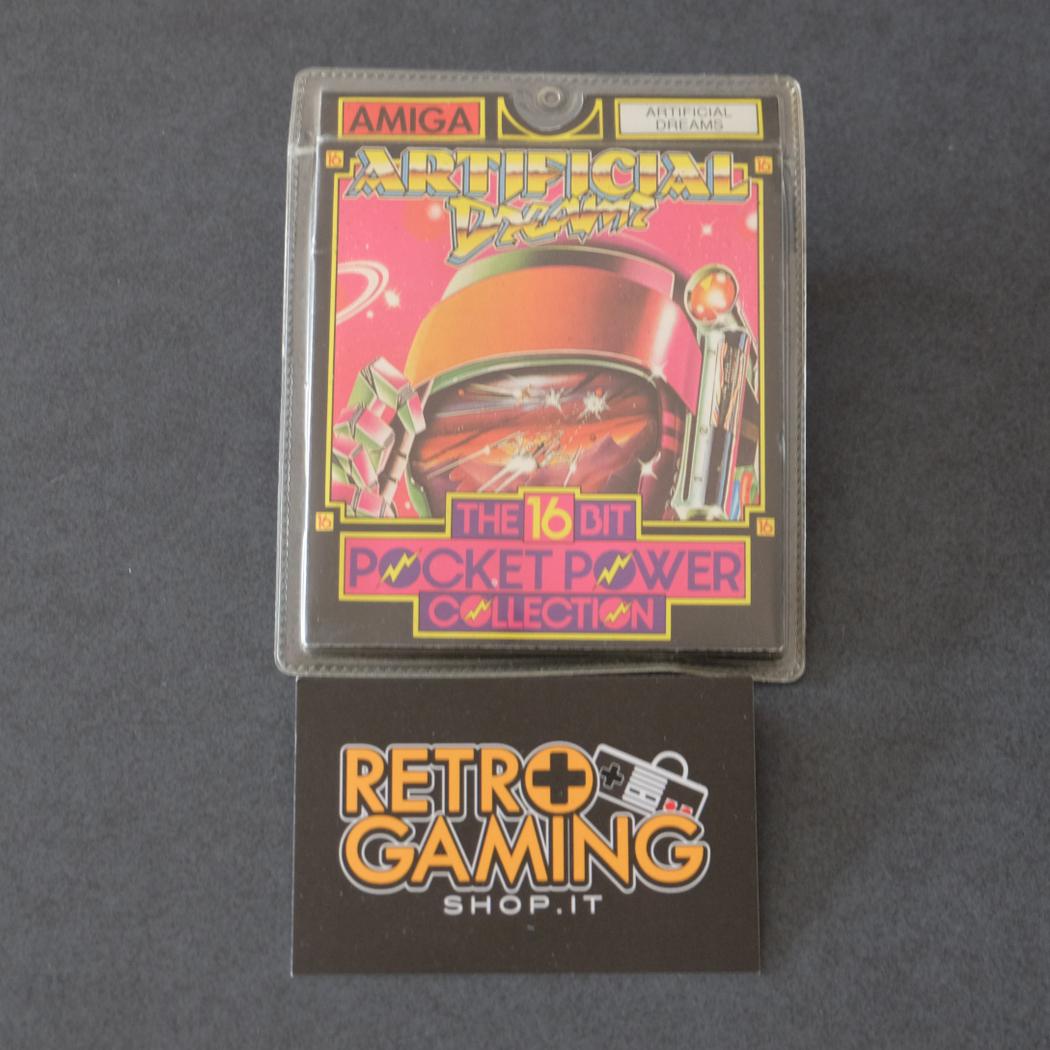 AMIGA
ARTIFICIAL
DREAMS
16
16
ARTIFICIAL
DREAMS
16
16
THE 16 BIT
POCKET POWER
COLLECTION
RETRO
GAMING
SHOP.IT